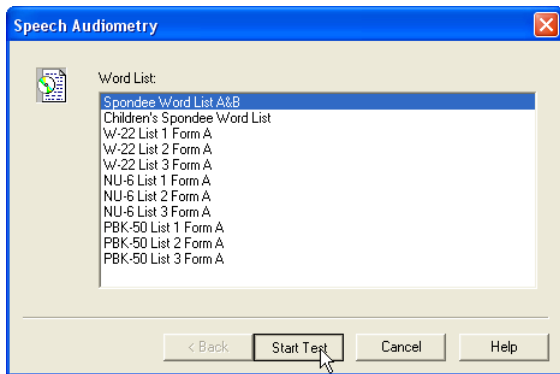 Speech Audiometry
Word List:
Spondee Word List A&B
Children's Spondee Word List
W-22 List 1 Form A
W-22 List 2 Form A
W-22 List 3 Form A
NU-6 List 1 Form A
NU-6 List 2 Form A
NU-6 List 3 Form A
PBK-50 List 1 Form A
PBK-50 List 2 Form A
PBK-50 List 3 Form A
< Back Start Test Cancel Help